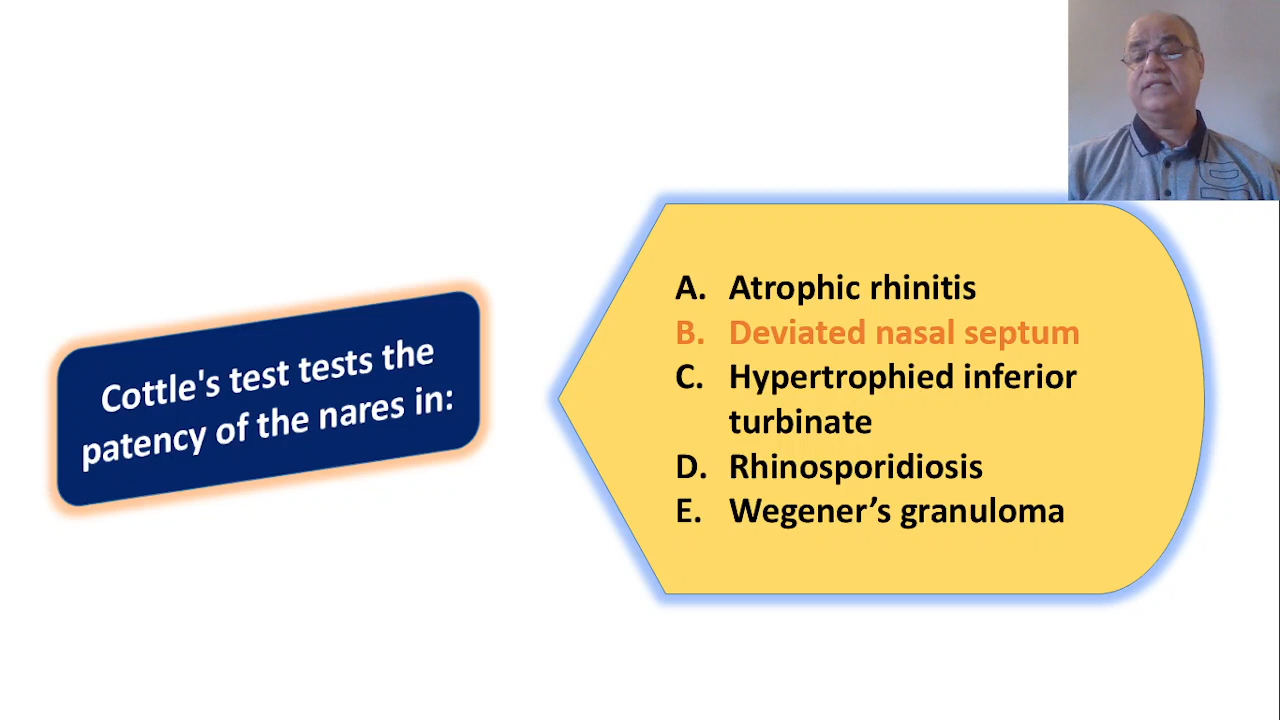 Cottle's test tests the
patency of the nares in:
A. Atrophic rhinitis
B. Deviated nasal septum
C. Hypertrophied inferior
turbinate
D. Rhinosporidiosis
E. Wegener’s granuloma